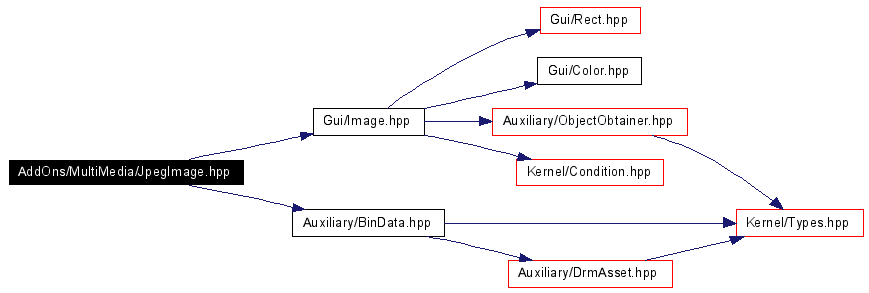 Gui/Rect.hpp
Gui/Color.hpp
Gui/Image.hpp
Auxiliary/ObjectObtainer.hpp
AddOns/MultiMedia/JpegImage.hpp
Kernel/Condition.hpp
Auxiliary/BinData.hpp
Kernel/Types.hpp
Auxiliary/DrmAsset.hpp